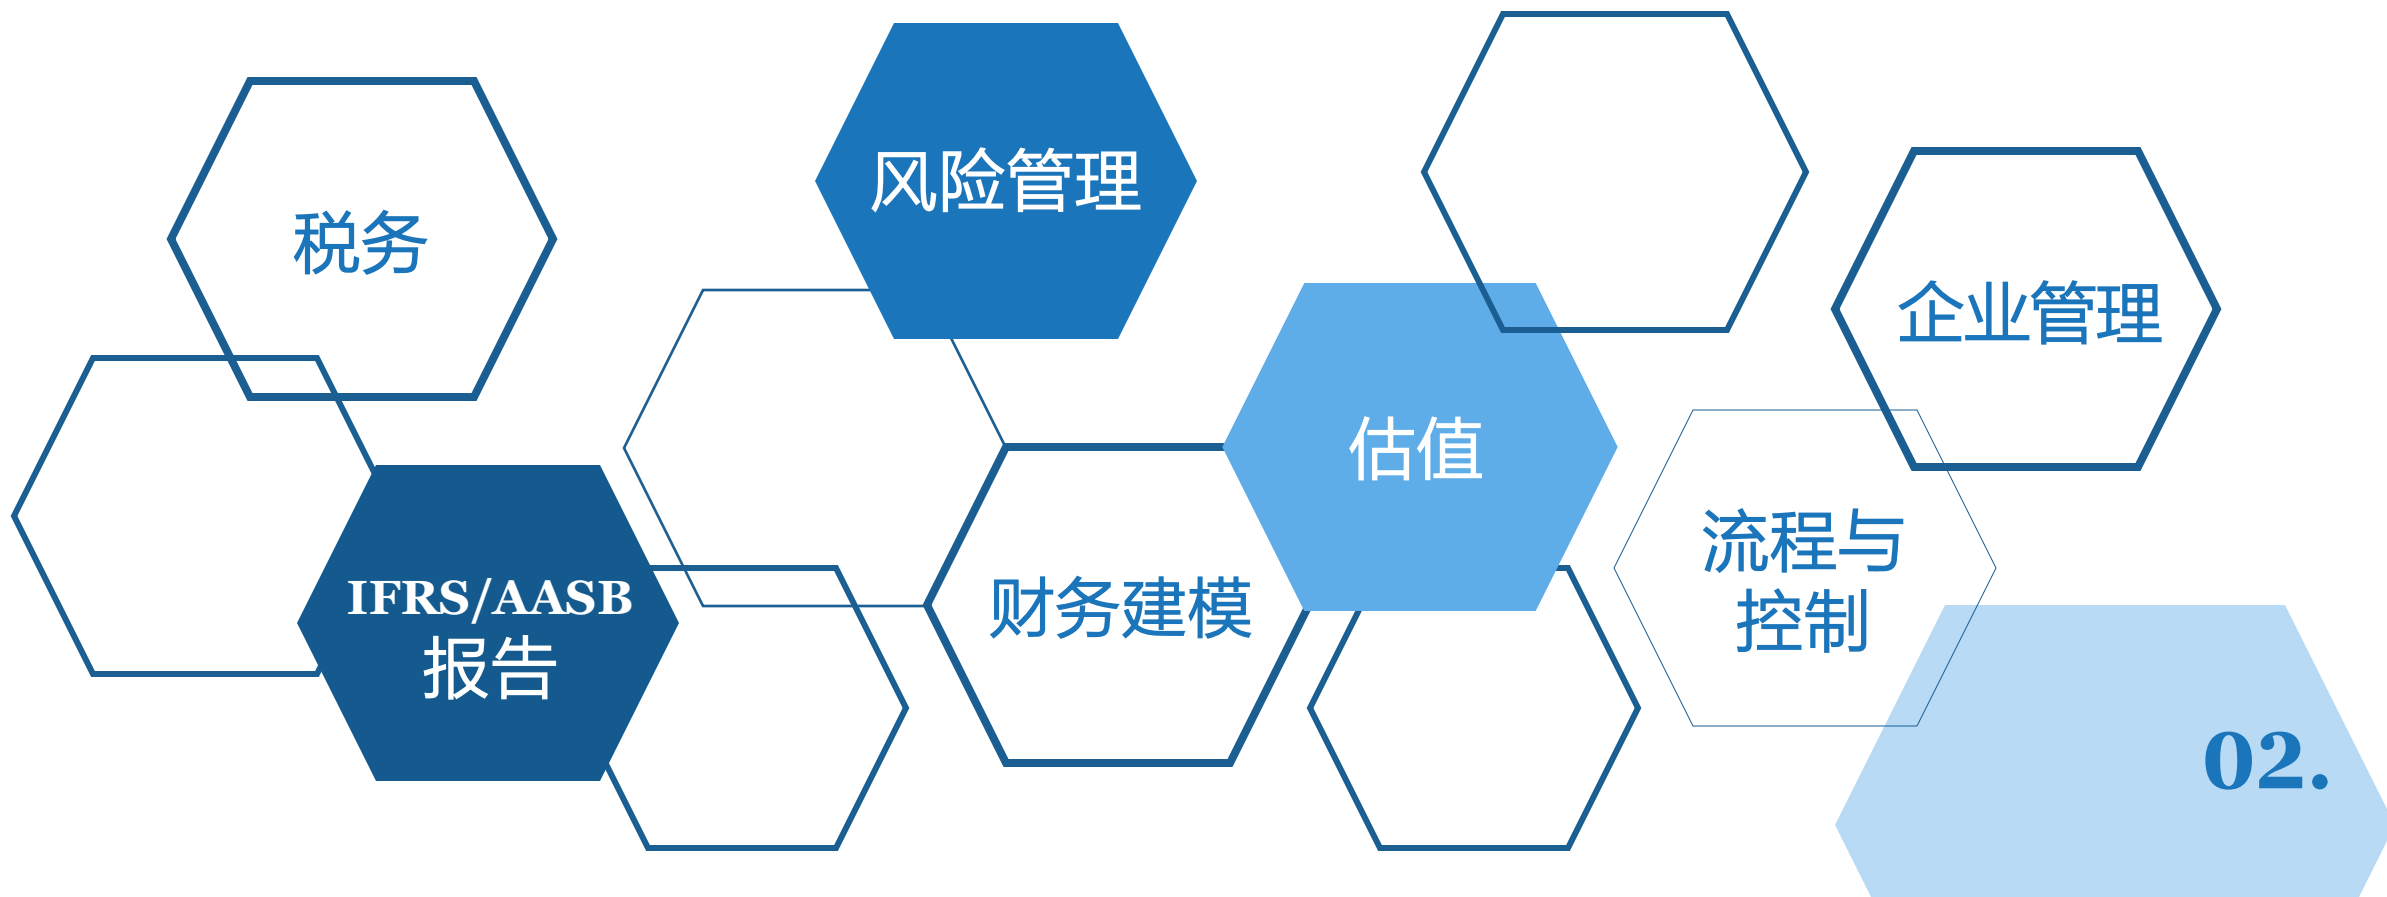 税务
风险管理
企业管理
估值
流程与
控制
IFRS/AASB
报告
财务建模
02.